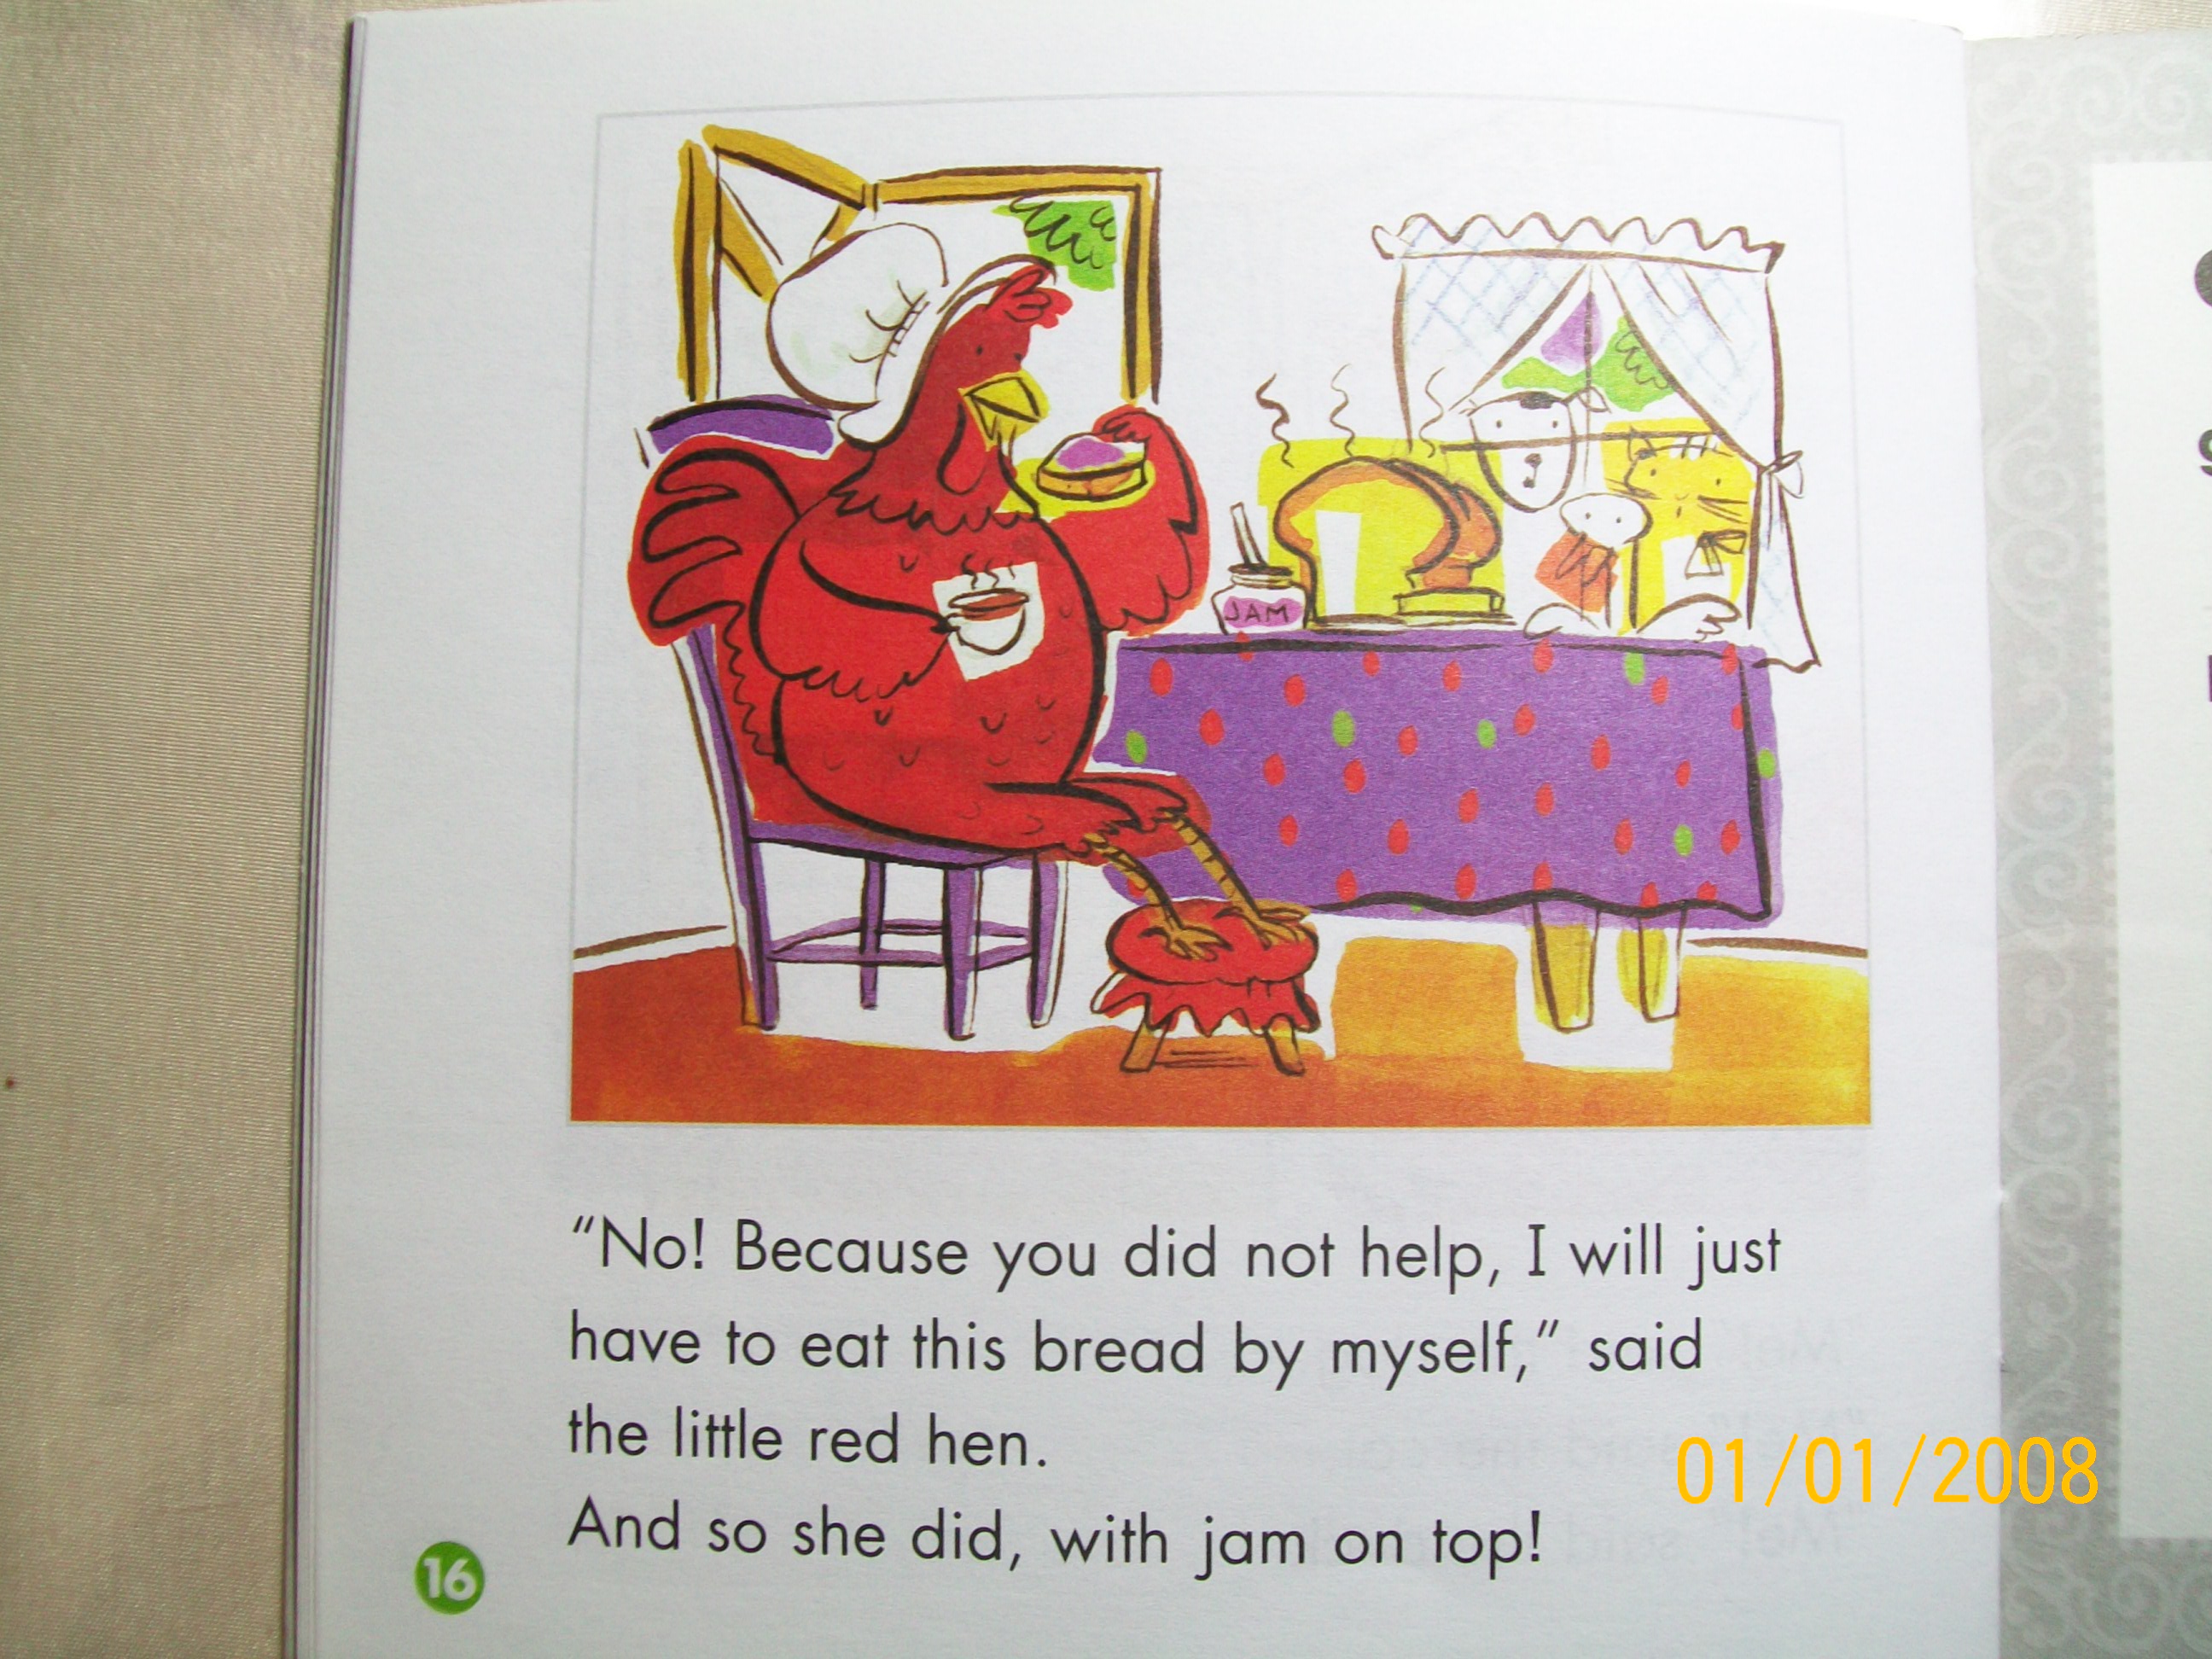 JAM
“No! Because you did not help, I will just
have to eat this bread by myself,” said
the little red hen.
And so she did, with jam on top!
16
01/01/2008